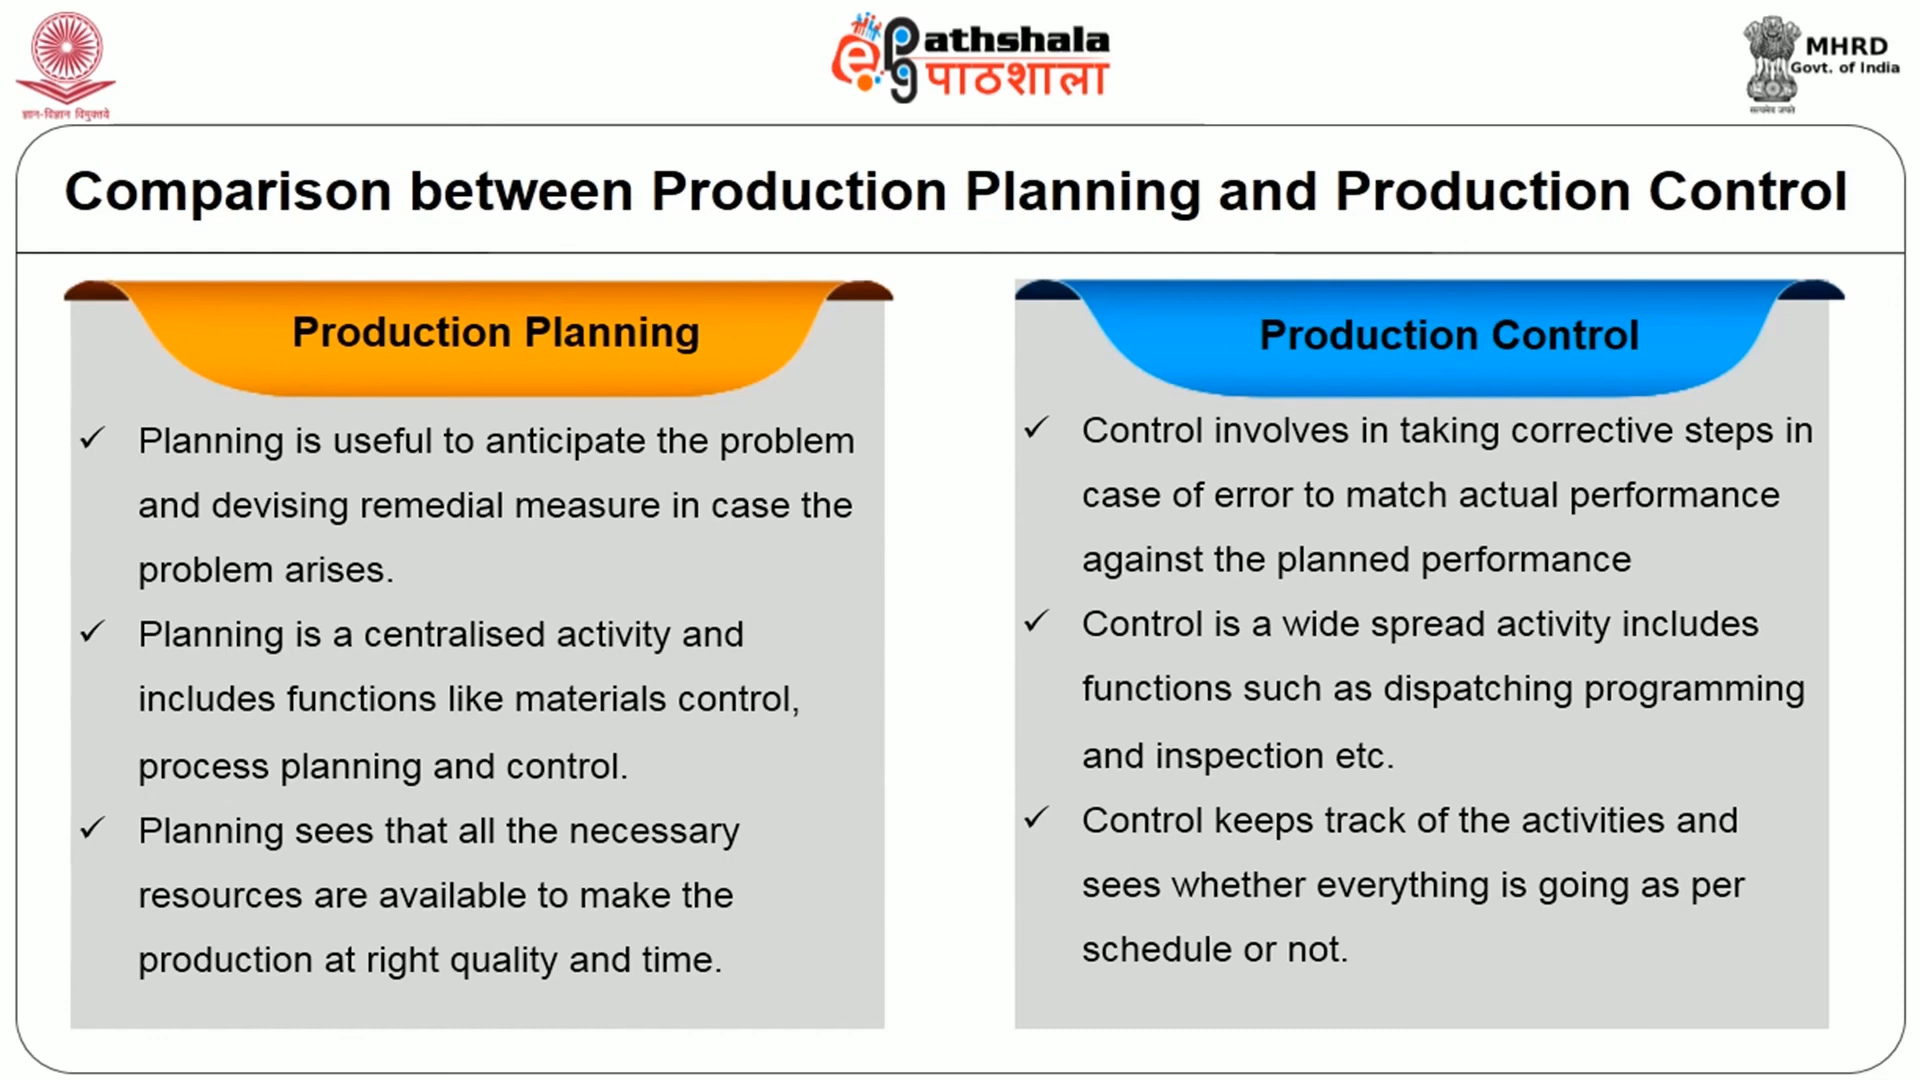 ज्ञान-विज्ञान विमुक्तये
e Pg athshala
पाठशाला
MHRD
Govt. of India
सत्यमेव जयते
Comparison between Production Planning and Production Control
Production Planning
✓ Planning is useful to anticipate the problem
and devising remedial measure in case the
problem arises.
✓ Planning is a centralised activity and
includes functions like materials control,
process planning and control.
✓ Planning sees that all the necessary
resources are available to make the
production at right quality and time.
Production Control
✓ Control involves in taking corrective steps in
case of error to match actual performance
against the planned performance
✓ Control is a wide spread activity includes
functions such as dispatching programming
and inspection etc.
✓ Control keeps track of the activities and
sees whether everything is going as per
schedule or not.